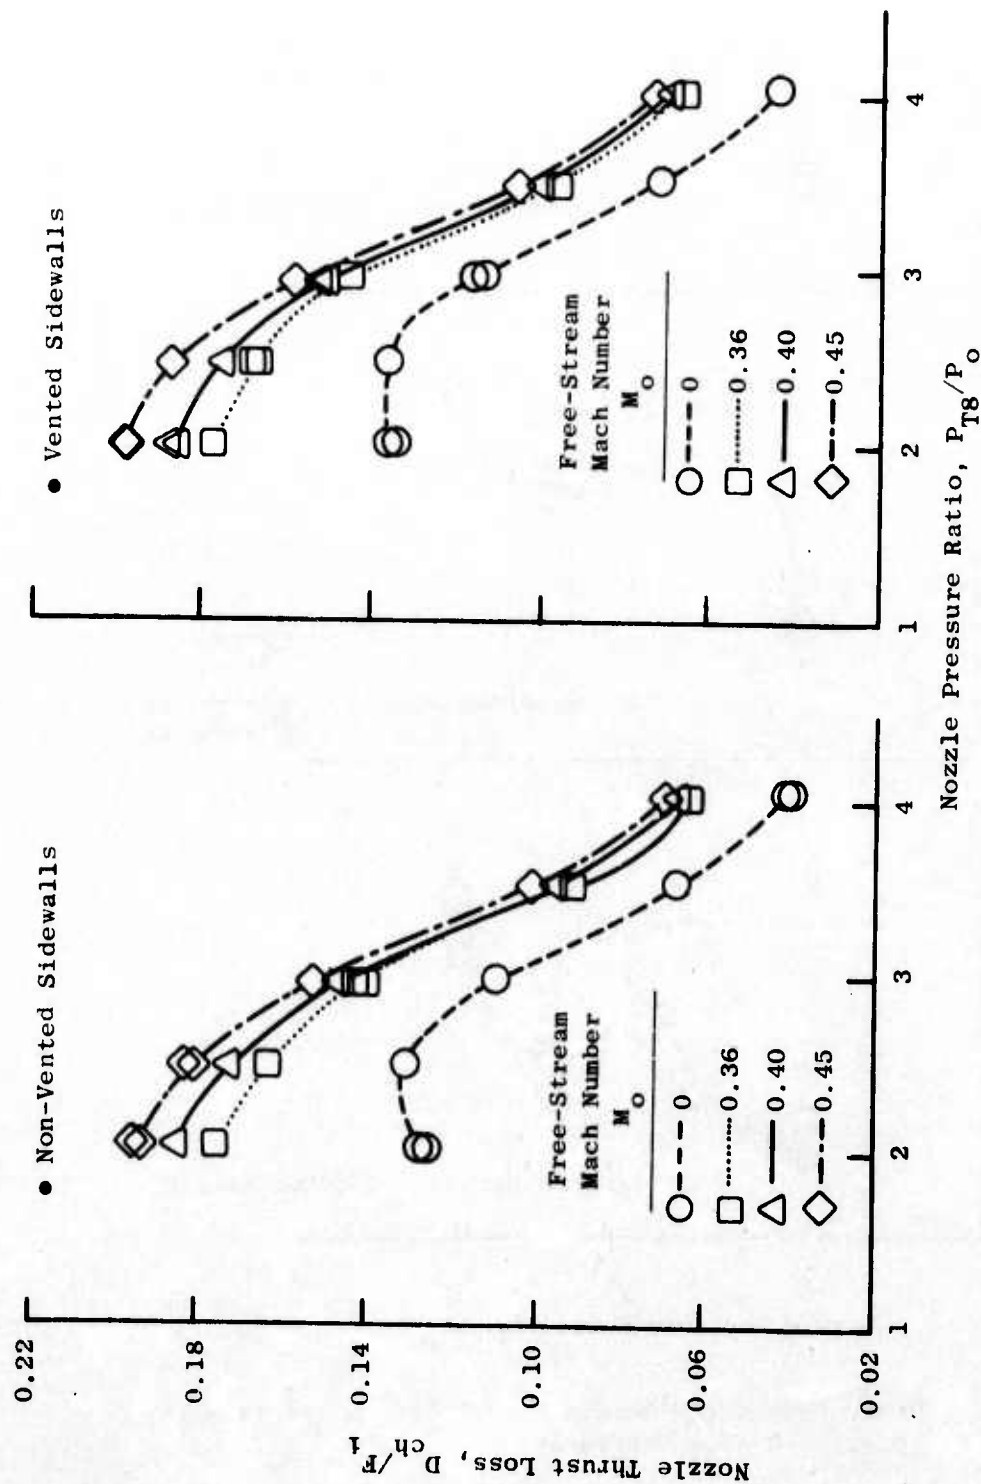 ● Non-Vented Sidewalls
● Vented Sidewalls
Nozzle Thrust Loss, D_ch/F_i
0.22
0.18
0.14
0.10
0.06
0.02
Free-Stream
Mach Number
M_o
0
0.36
0.40
0.45
1
2
3
4
Free-Stream
Mach Number
M_o
0
0.36
0.40
0.45
1
2
3
4
Nozzle Pressure Ratio, P_T8/P_o